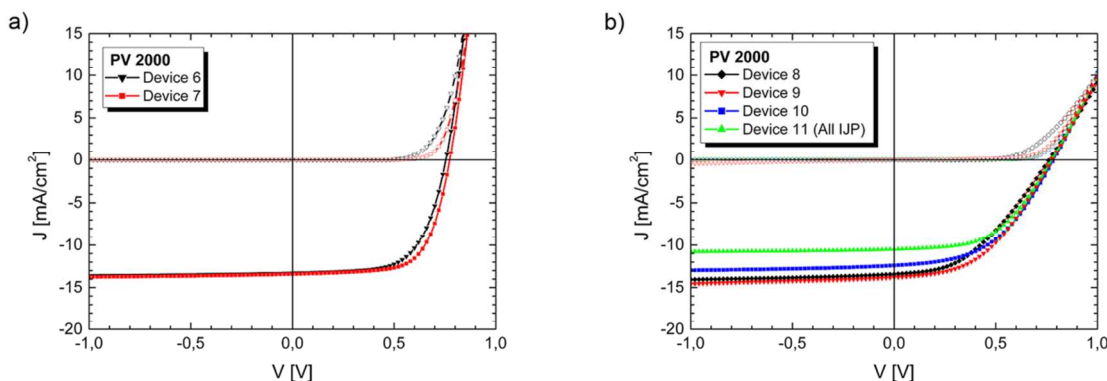 a)
15
10
5
0
-5
-10
-15
-20
J [mA/cm²]
PV 2000
Device 6
Device 7
-1,0
-0,5
0,0
0,5
1,0
V [V]
b)
15
10
5
0
-5
-10
-15
-20
J [mA/cm²]
PV 2000
Device 8
Device 9
Device 10
Device 11 (All IJP)
-1,0
-0,5
0,0
0,5
1,0
V [V]